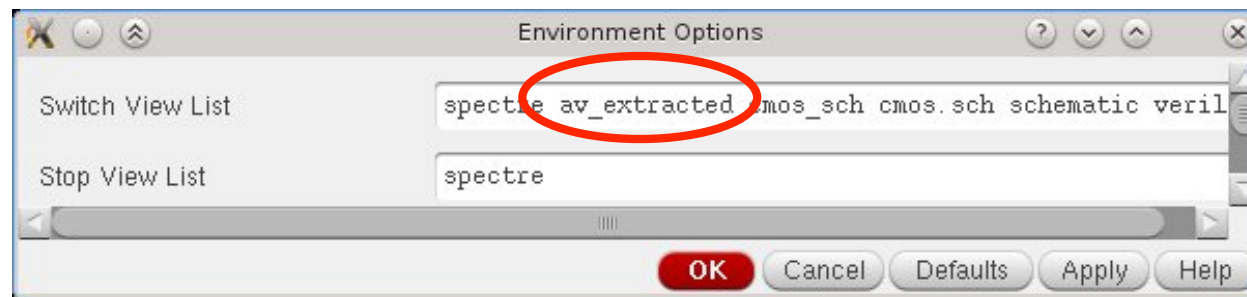 Environment Options
Switch View List spectre av_extracted cmos_sch cmos.sch schematic veril
Stop View List spectre
OK Cancel Defaults Apply Help